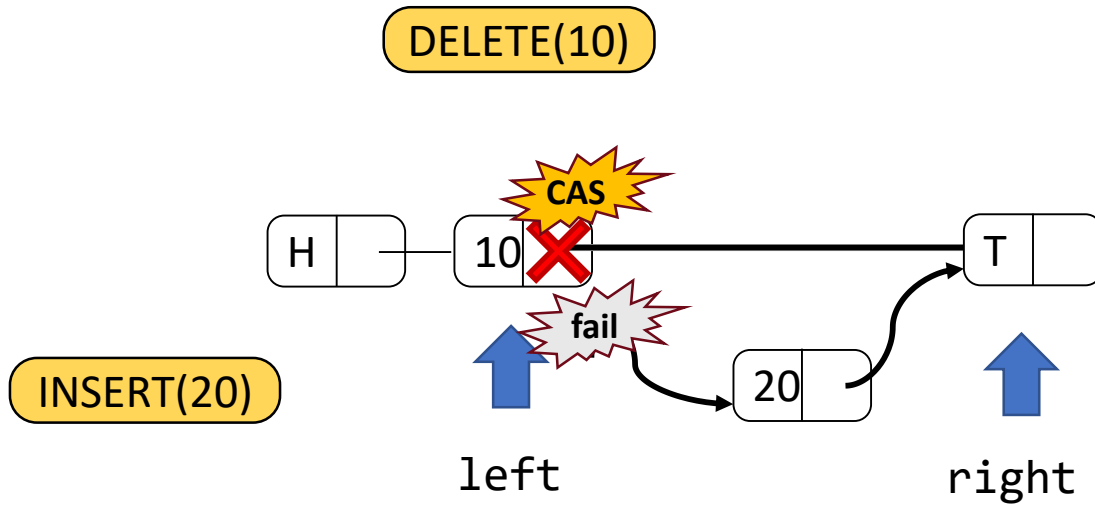 DELETE(10)
CAS
H
10
T
fail
20
INSERT(20)
left
right